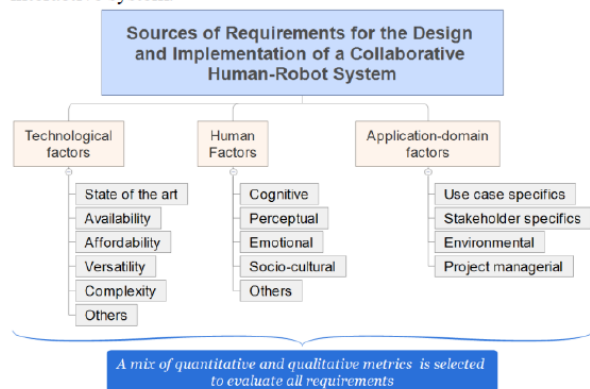 Sources of Requirements for the Design
and Implementation of a Collaborative
Human-Robot System
Technological
factors
State of the art
Availability
Affordability
Versatility
Complexity
Others
Human
Factors
Cognitive
Perceptual
Emotional
Socio-cultural
Others
Application-domain
factors
Use case specifics
Stakeholder specifics
Environmental
Project managerial
A mix of quantitative and qualitative metrics is selected
to evaluate all requirements